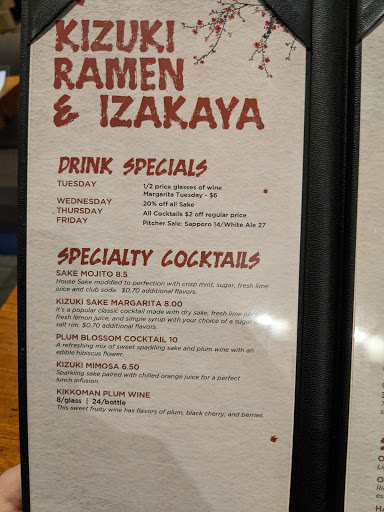 KIZUKI
RAMEN
& IZAKAYA
DRINK SPECIALS
TUESDAY 1/2 price glasses of wine
Margarita Tuesday - $6
WEDNESDAY 20% off all Sake
THURSDAY All Cocktails $2 off regular price
FRIDAY Pitcher Sale: Sapporo 14/White Ale 27
SPECIALTY COCKTAILS
SAKE MOJITO 8.5
House Sake muddled to perfection with crisp mint, sugar, fresh lime
juice and club soda. $0.70 additional flavors.
KIZUKI SAKE MARGARITA 8.00
It's a popular classic cocktail made with dry sake, fresh lime juice,
fresh lemon juice, and simple syrup with your choice of a sugar
salt rim. $0.70 additional flavors.
PLUM BLOSSOM COCKTAIL 10
A refreshing mix of sweet sparkling sake and plum wine with an
edible hibiscus flower.
KIZUKI MIMOSA 6.50
Sparkling sake paired with chilled orange juice for a perfect
lunch infusion.
KIKKOMAN PLUM WINE
8/glass | 24/bottle
This sweet fruity wine has flavors of plum, black cherry, and berries.